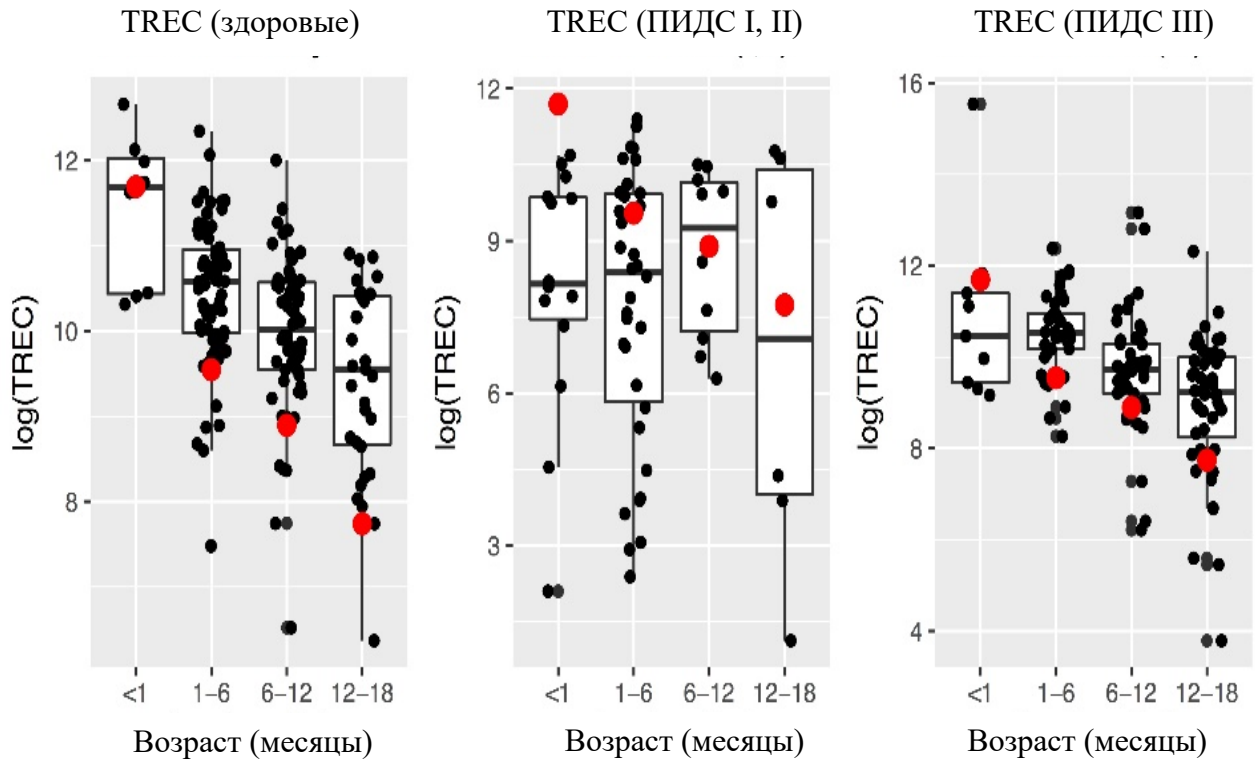 TREC (здоровые)
TREC (ПИДС I, II)
TREC (ПИДС III)
log(TREC)
12
10
8
<1
1–6
6–12
12–18
Возраст (месяцы)
log(TREC)
12
9
6
3
<1
1–6
6–12
12–18
Возраст (месяцы)
log(TREC)
16
12
8
4
<1
1–6
6–12
12–18
Возраст (месяцы)